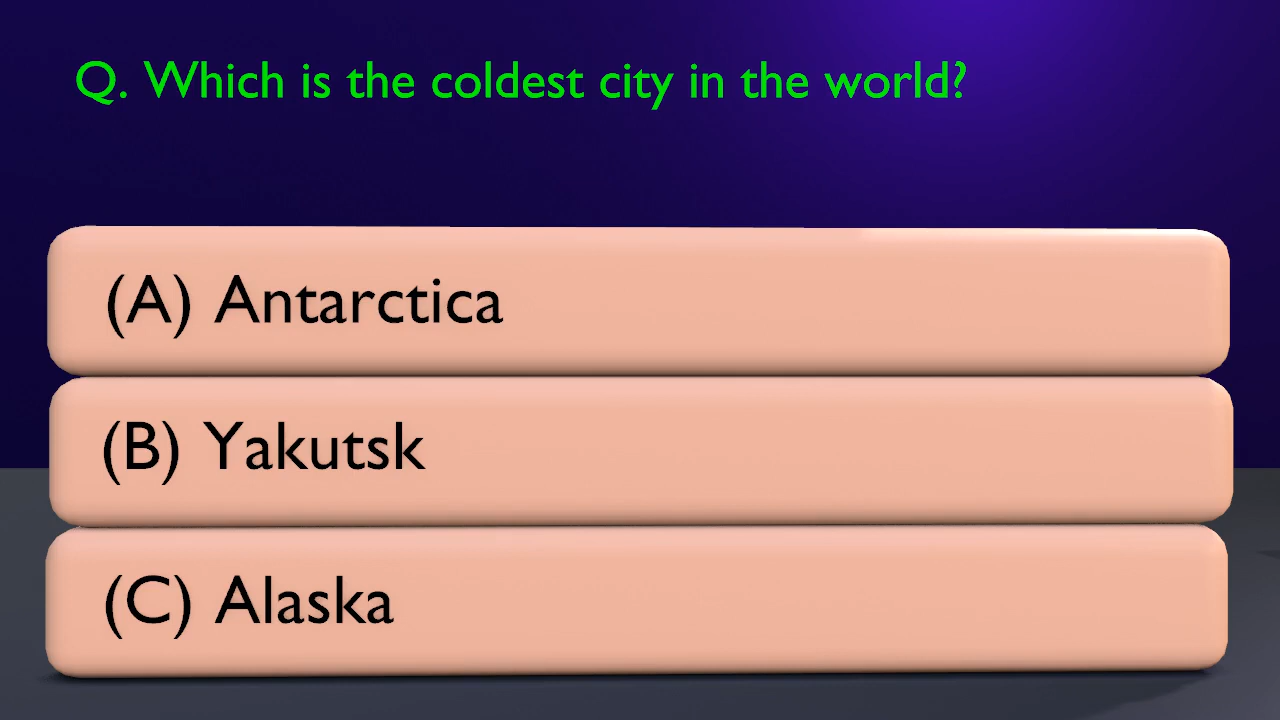 Q. Which is the coldest city in the world?
(A) Antarctica
(B) Yakutsk
(C) Alaska